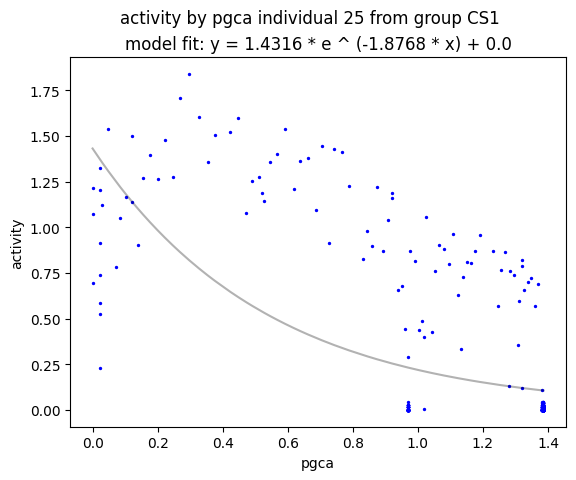 activity by pgca individual 25 from group CS1
model fit: y = 1.4316 * e ^ (-1.8768 * x) + 0.0
activity
1.75
1.50
1.25
1.00
0.75
0.50
0.25
0.00
0.0 0.2 0.4 0.6 0.8 1.0 1.2 1.4
pgca